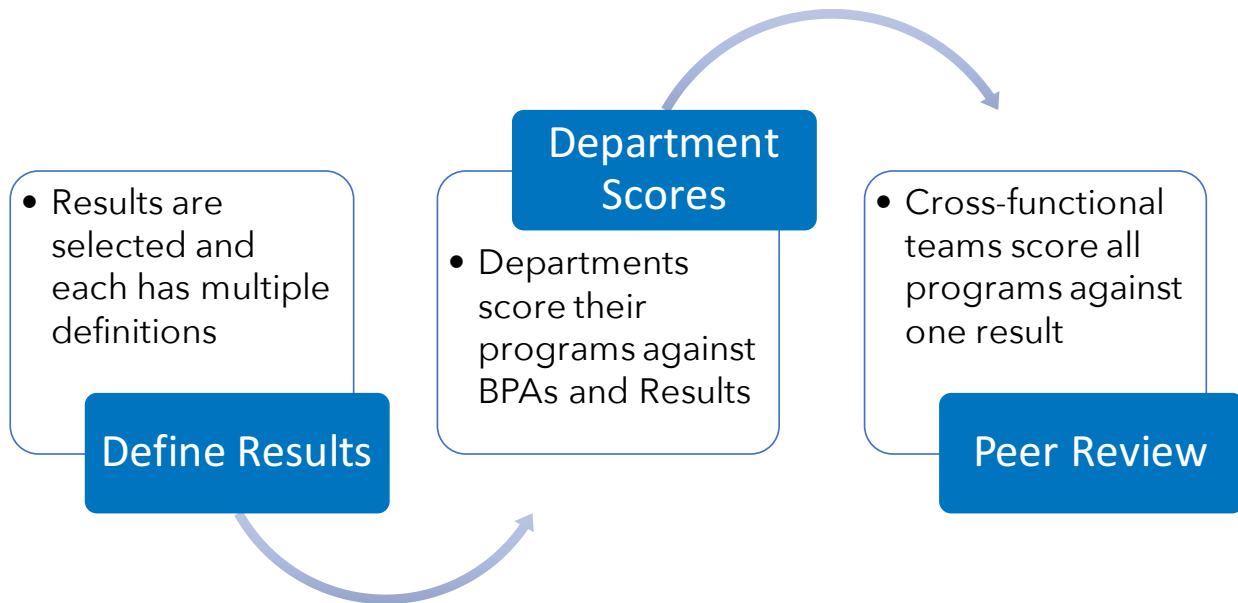 • Results are
selected and
each has multiple
definitions
Define Results
Department
Scores
• Departments
score their
programs against
BPAs and Results
• Cross-functional
teams score all
programs against
one result
Peer Review